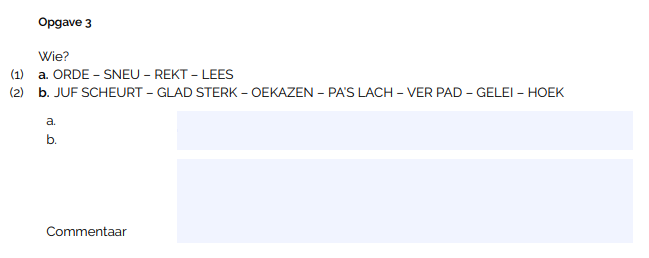 Opgave 3
Wie?
(1) a. ORDE – SNEU – REKT – LEES
(2) b. JUF SCHEURT – GLAD STERK – OEKAZEN – PA'S LACH – VER PAD – GELEI – HOEK
a.
b.
Commentaar